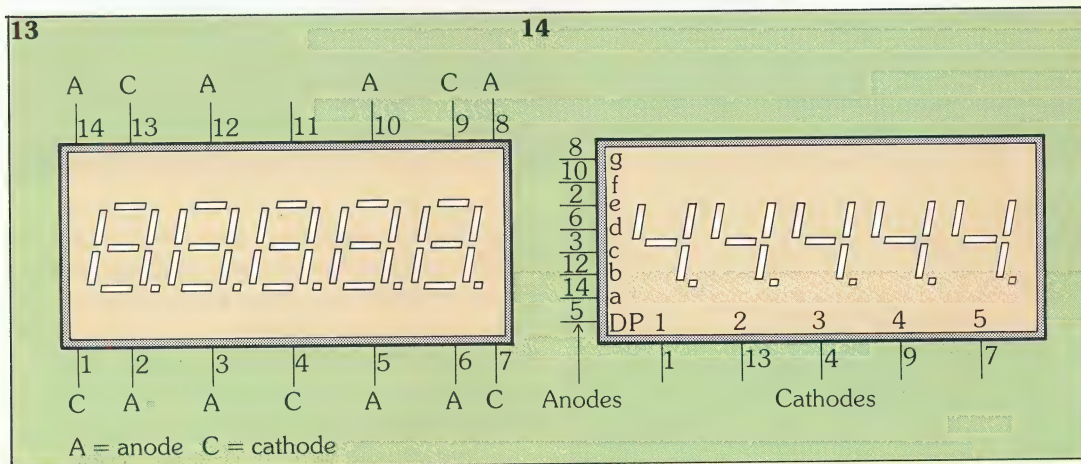 13
14
A C A A C A
14 13 12 11 10 9 8
1 2 3 4 5 6 7
C A A C A A C
A = anode C = cathode
8 g
10 f
2 e
6 d
3 c
12 b
14 a
5 DP 1 2 3 4 5
1 13 4 9 7
Anodes Cathodes